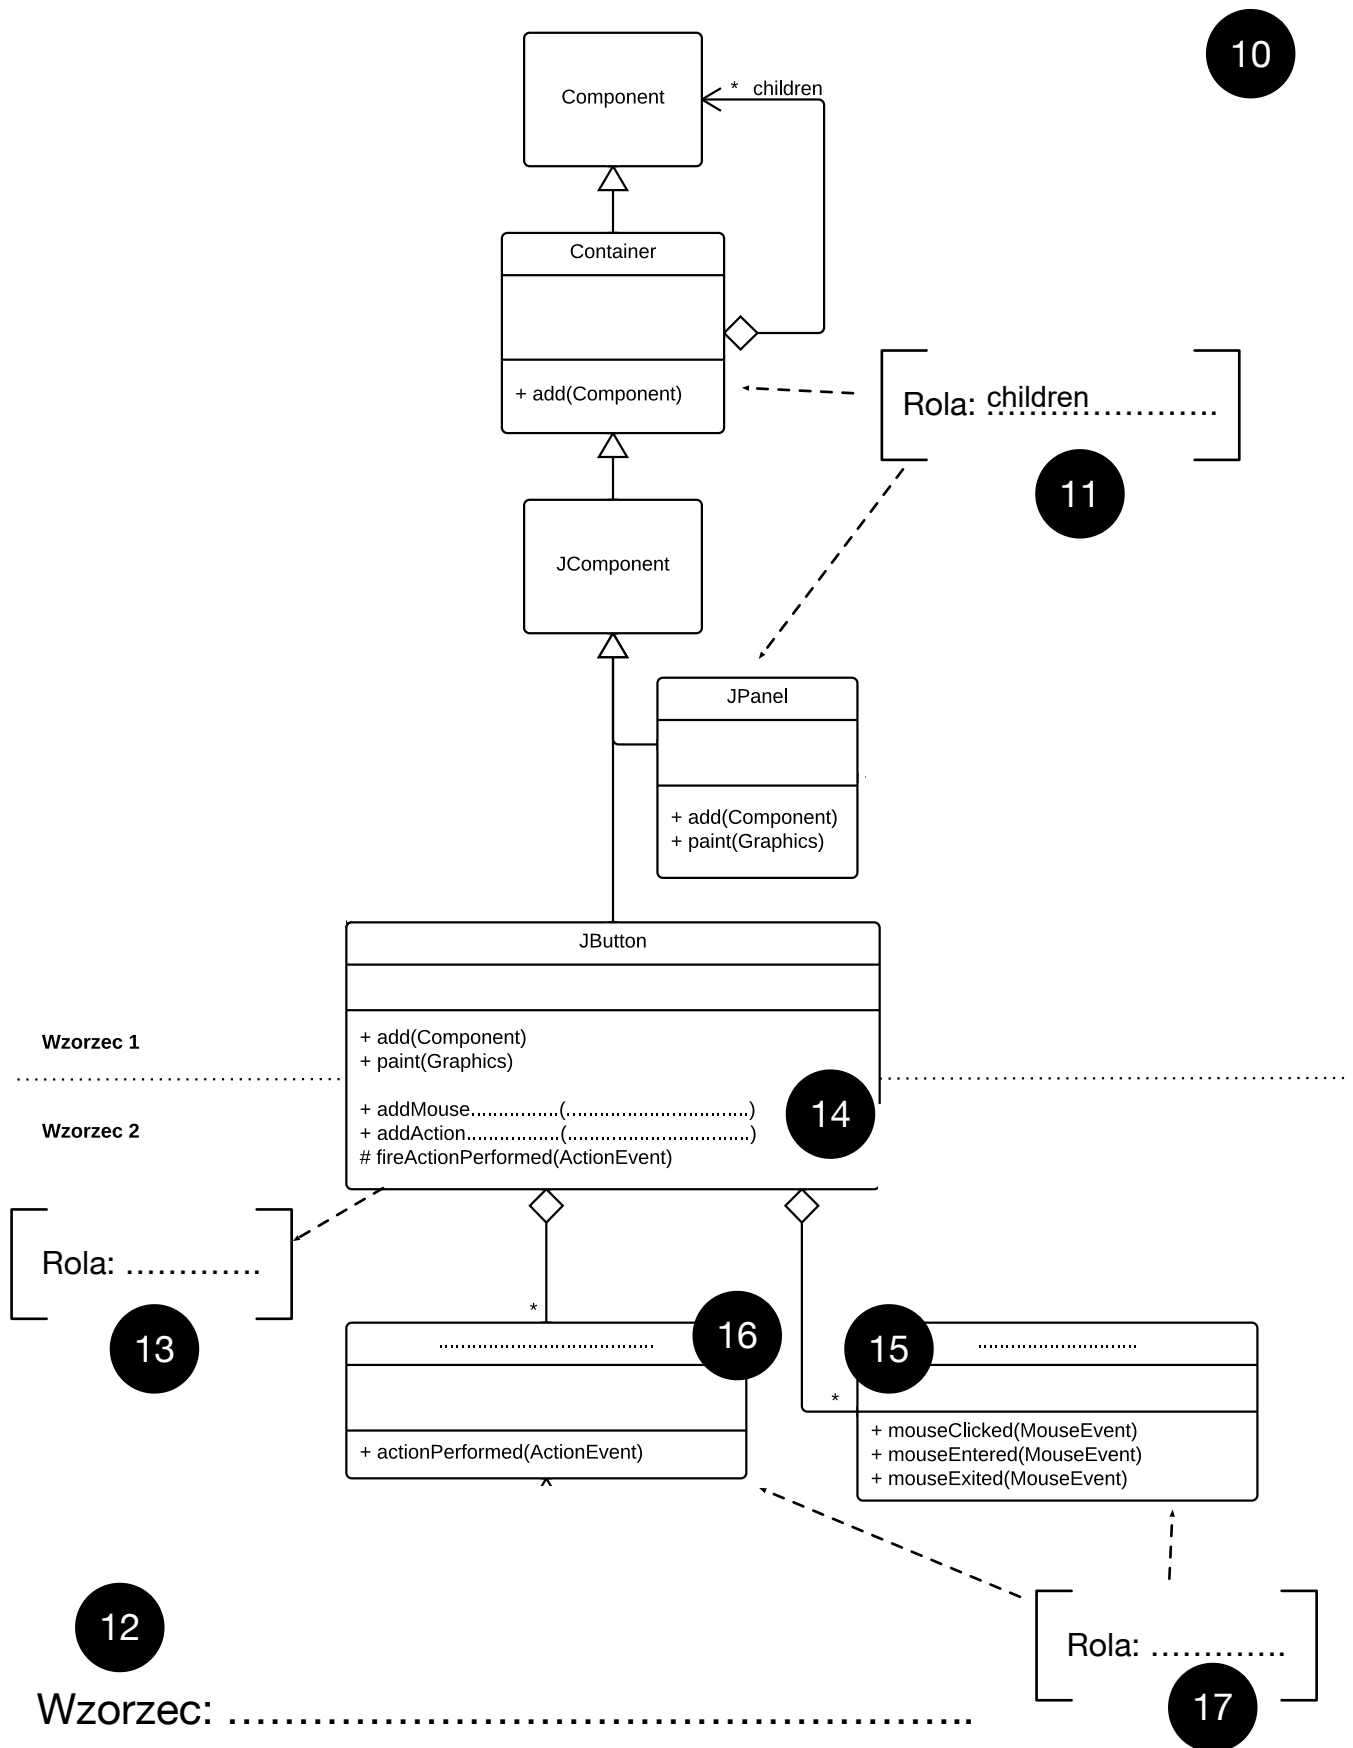 10
* children
Component
Container
+ add(Component)
Rola: children
11
JComponent
JPanel
+ add(Component)
+ paint(Graphics)
JButton
Wzorzec 1
+ add(Component)
+ paint(Graphics)
Wzorzec 2
+ addMouse...............(...............................)
+ addAction................(...............................)
# fireActionPerformed(ActionEvent)
14
Rola: .............
13
*
16
15
*
+ actionPerformed(ActionEvent)
+ mouseClicked(MouseEvent)
+ mouseEntered(MouseEvent)
+ mouseExited(MouseEvent)
12
Rola: .............
17
Wzorzec: .....................................................